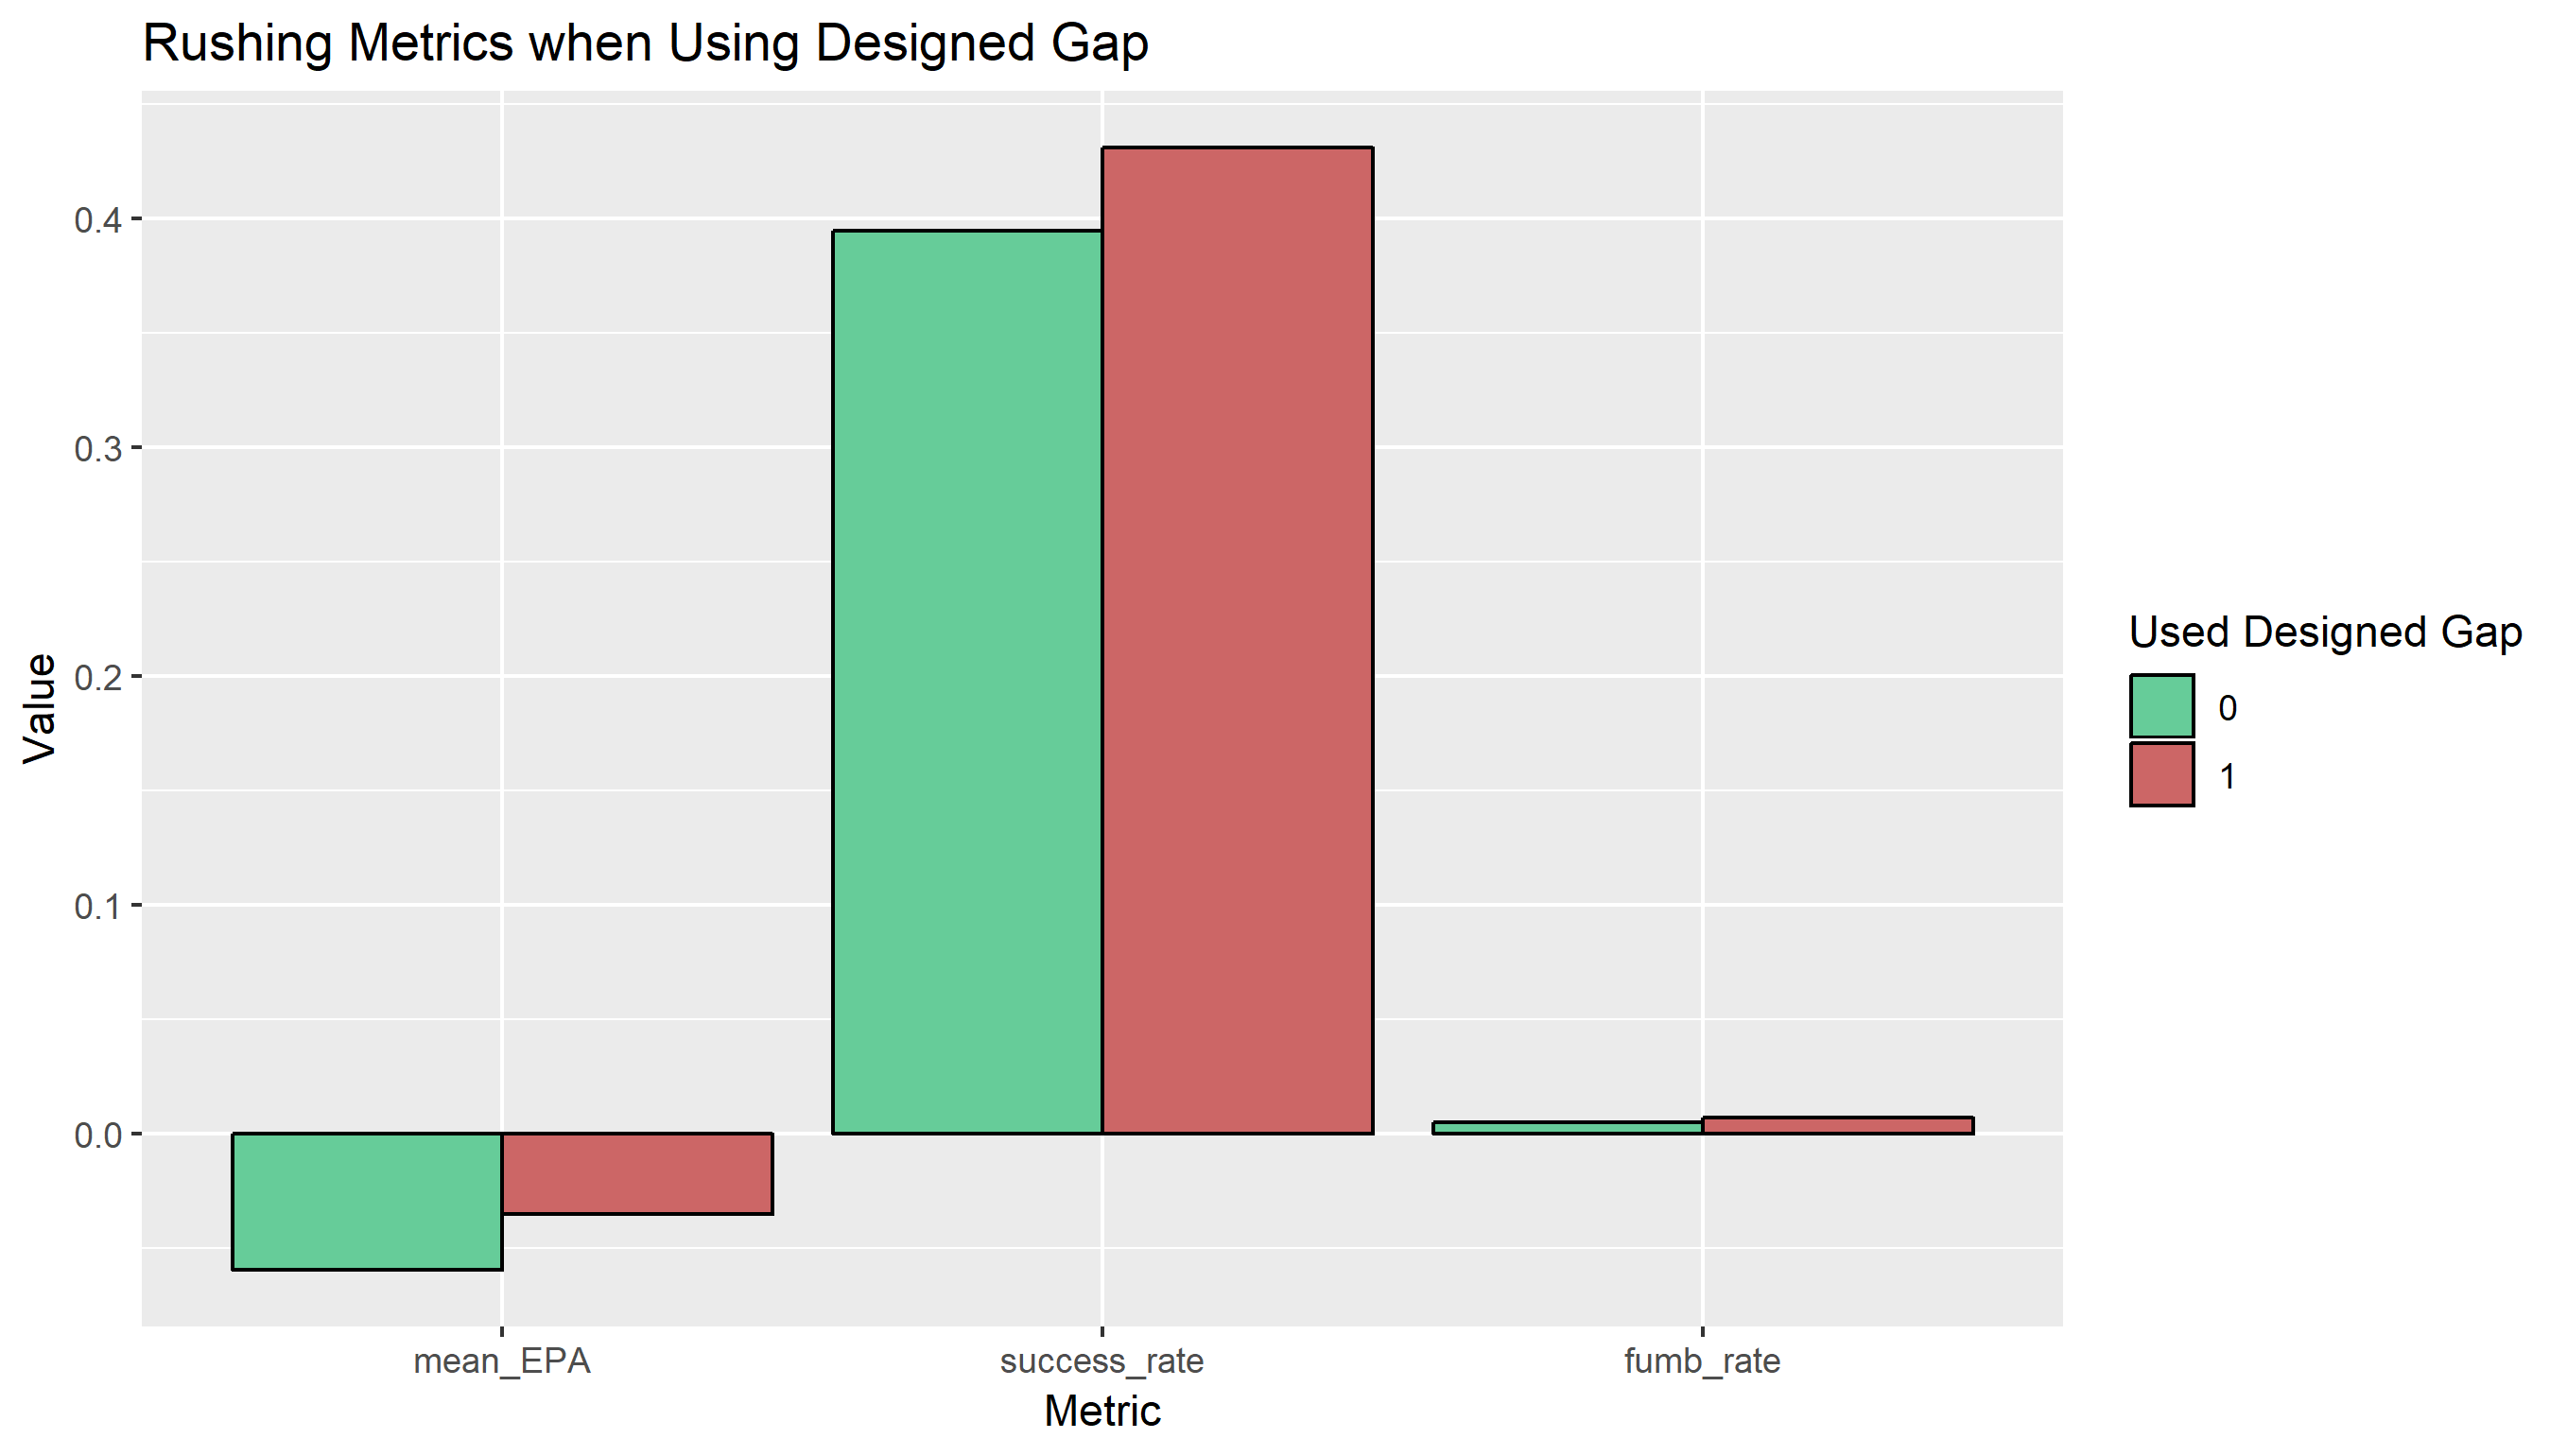 Rushing Metrics when Using Designed Gap
Value
0.4
0.3
0.2
0.1
0.0
mean_EPA
success_rate
fumb_rate
Metric
Used Designed Gap
0
1